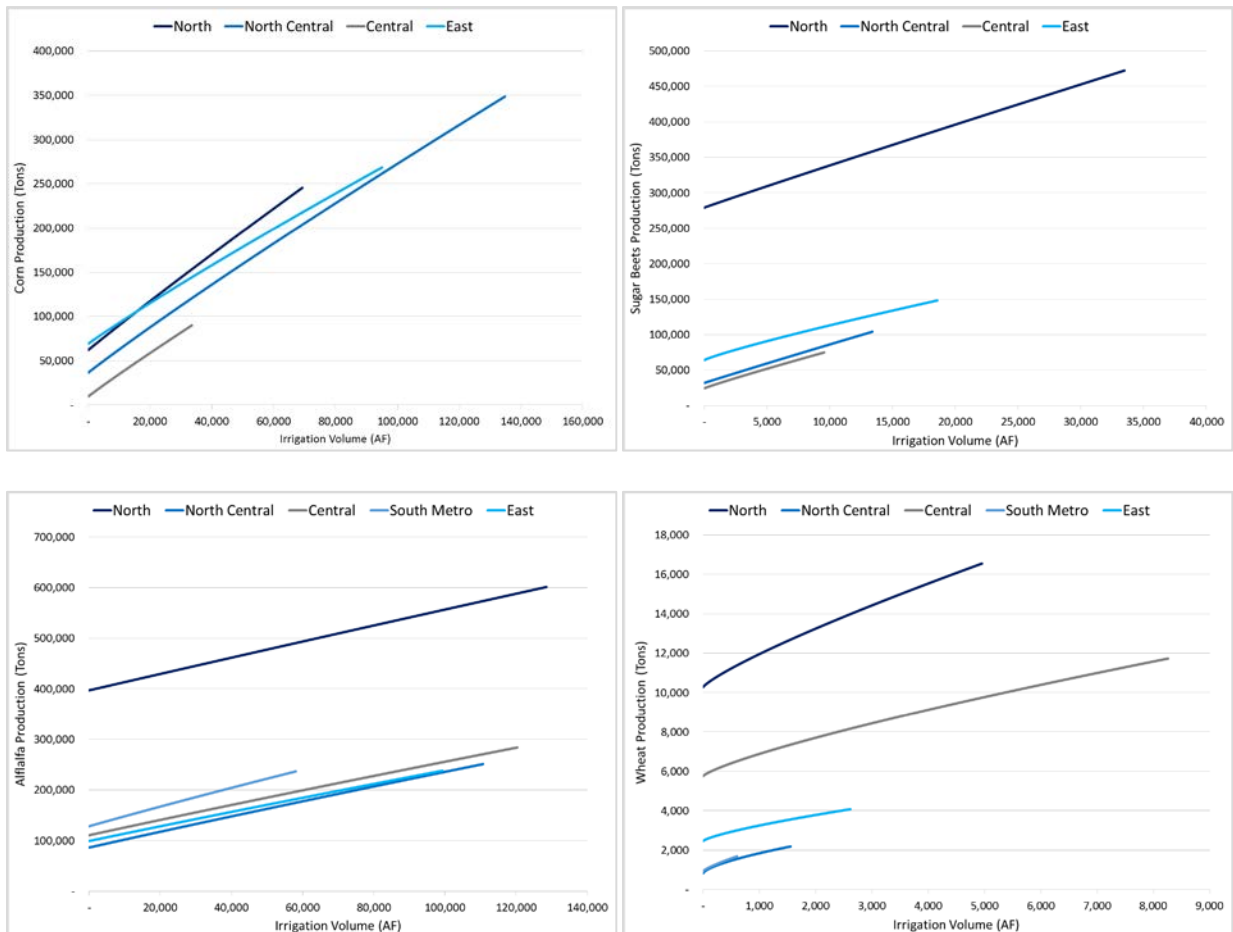 North North Central Central East
400,000
350,000
300,000
250,000
200,000
150,000
100,000
50,000
-
Corn Production (Tons)
- 20,000 40,000 60,000 80,000 100,000 120,000 140,000 160,000
Irrigation Volume (AF)
North North Central Central East
500,000
450,000
400,000
350,000
300,000
250,000
200,000
150,000
100,000
50,000
-
Sugar Beets Production (Tons)
- 5,000 10,000 15,000 20,000 25,000 30,000 35,000 40,000
Irrigation Volume (AF)
North North Central Central South Metro East
700,000
600,000
500,000
400,000
300,000
200,000
100,000
-
Alflalfa Production (Tons)
- 20,000 40,000 60,000 80,000 100,000 120,000 140,000
Irrigation Volume (AF)
North North Central Central South Metro East
18,000
16,000
14,000
12,000
10,000
8,000
6,000
4,000
2,000
-
Wheat Production (Tons)
- 1,000 2,000 3,000 4,000 5,000 6,000 7,000 8,000 9,000
Irrigation Volume (AF)